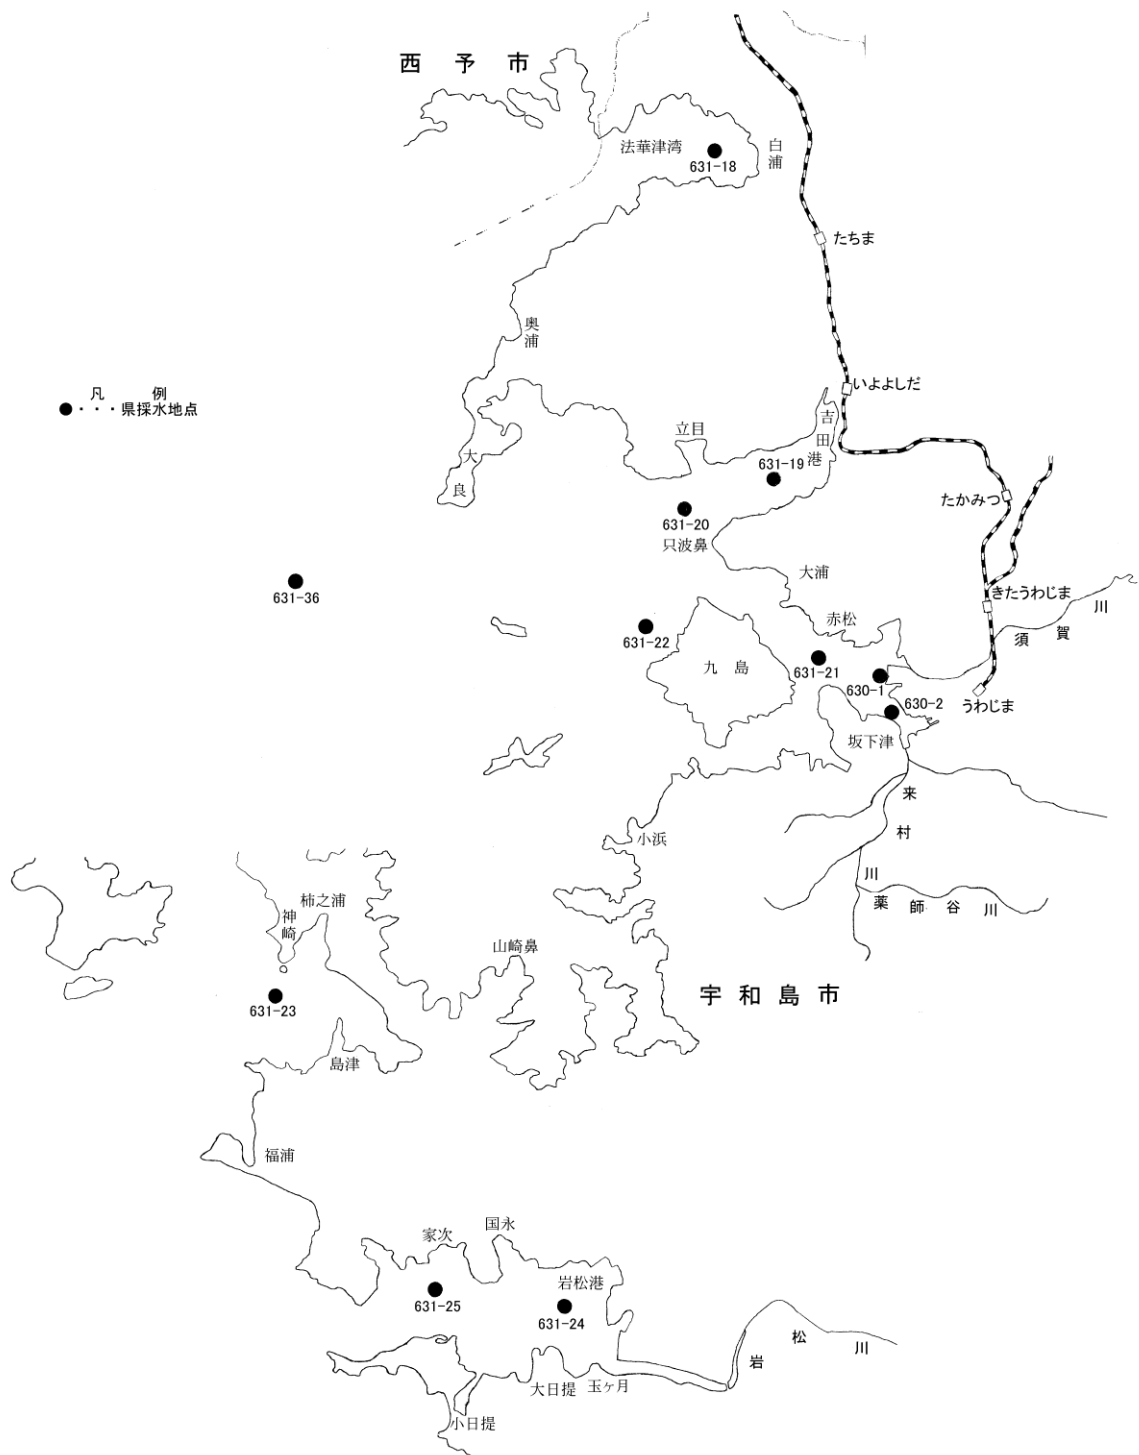 西予市
法華津湾
631-18
白浦
たちま
奥浦
凡例
●・・・県採水地点
いよよしだ
吉田港
立目
大良
631-19
たかみつ
631-20
只波鼻
大浦
631-36
きたうわじま
須賀川
赤松
631-22
九島
631-21
630-1
630-2
うわじま
坂下津
来村川
小浜
薬師谷川
柿之浦
神崎
山崎鼻
宇和島市
631-23
島津
福浦
国永
家次
岩松港
631-25
631-24
岩松川
大日提
玉ヶ月
小日提